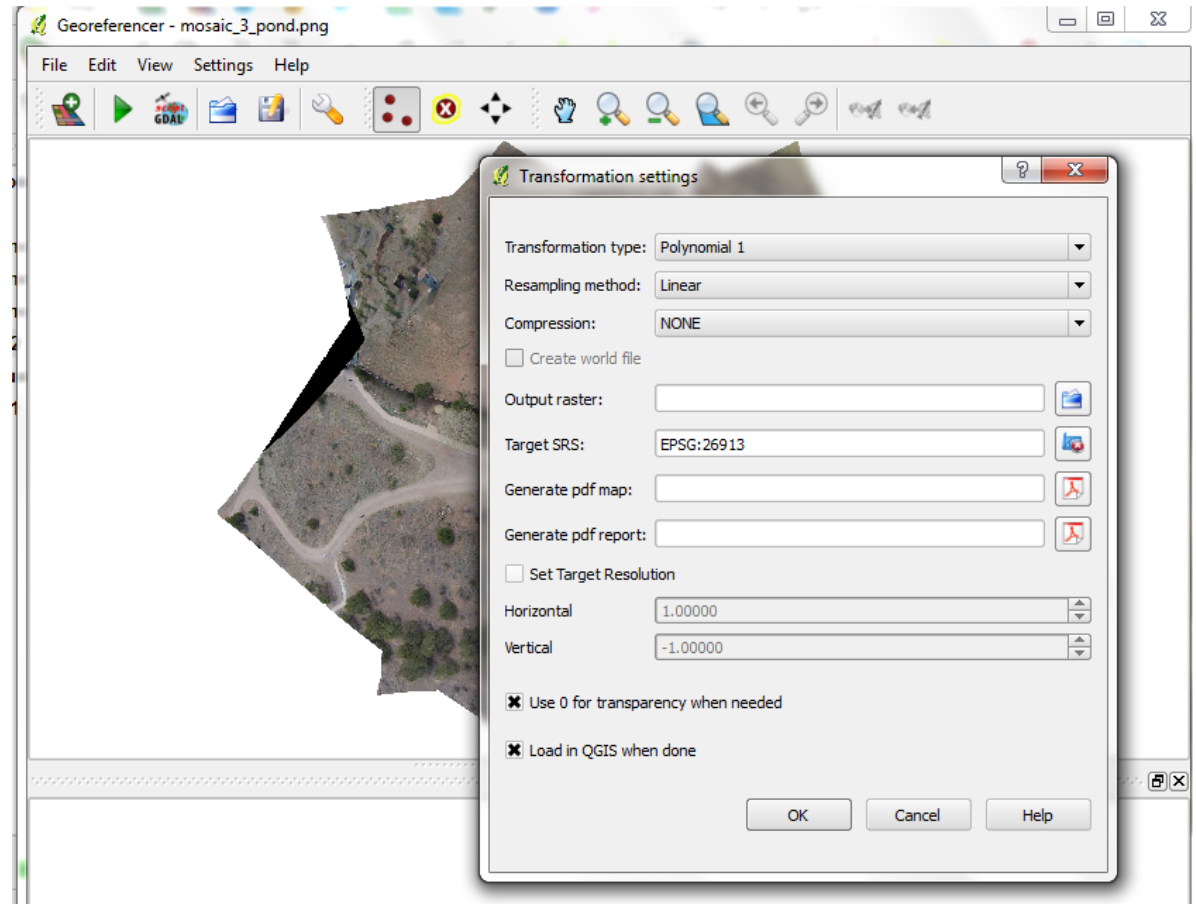 Georeferencer - mosaic_3_pond.png
File Edit View Settings Help
script
GDAL
Transformation settings
Transformation type: Polynomial 1
Resampling method: Linear
Compression: NONE
Create world file
Output raster:
Target SRS: EPSG:26913
Generate pdf map:
Generate pdf report:
Set Target Resolution
Horizontal 1.00000
Vertical -1.00000
Use 0 for transparency when needed
Load in QGIS when done
OK Cancel Help